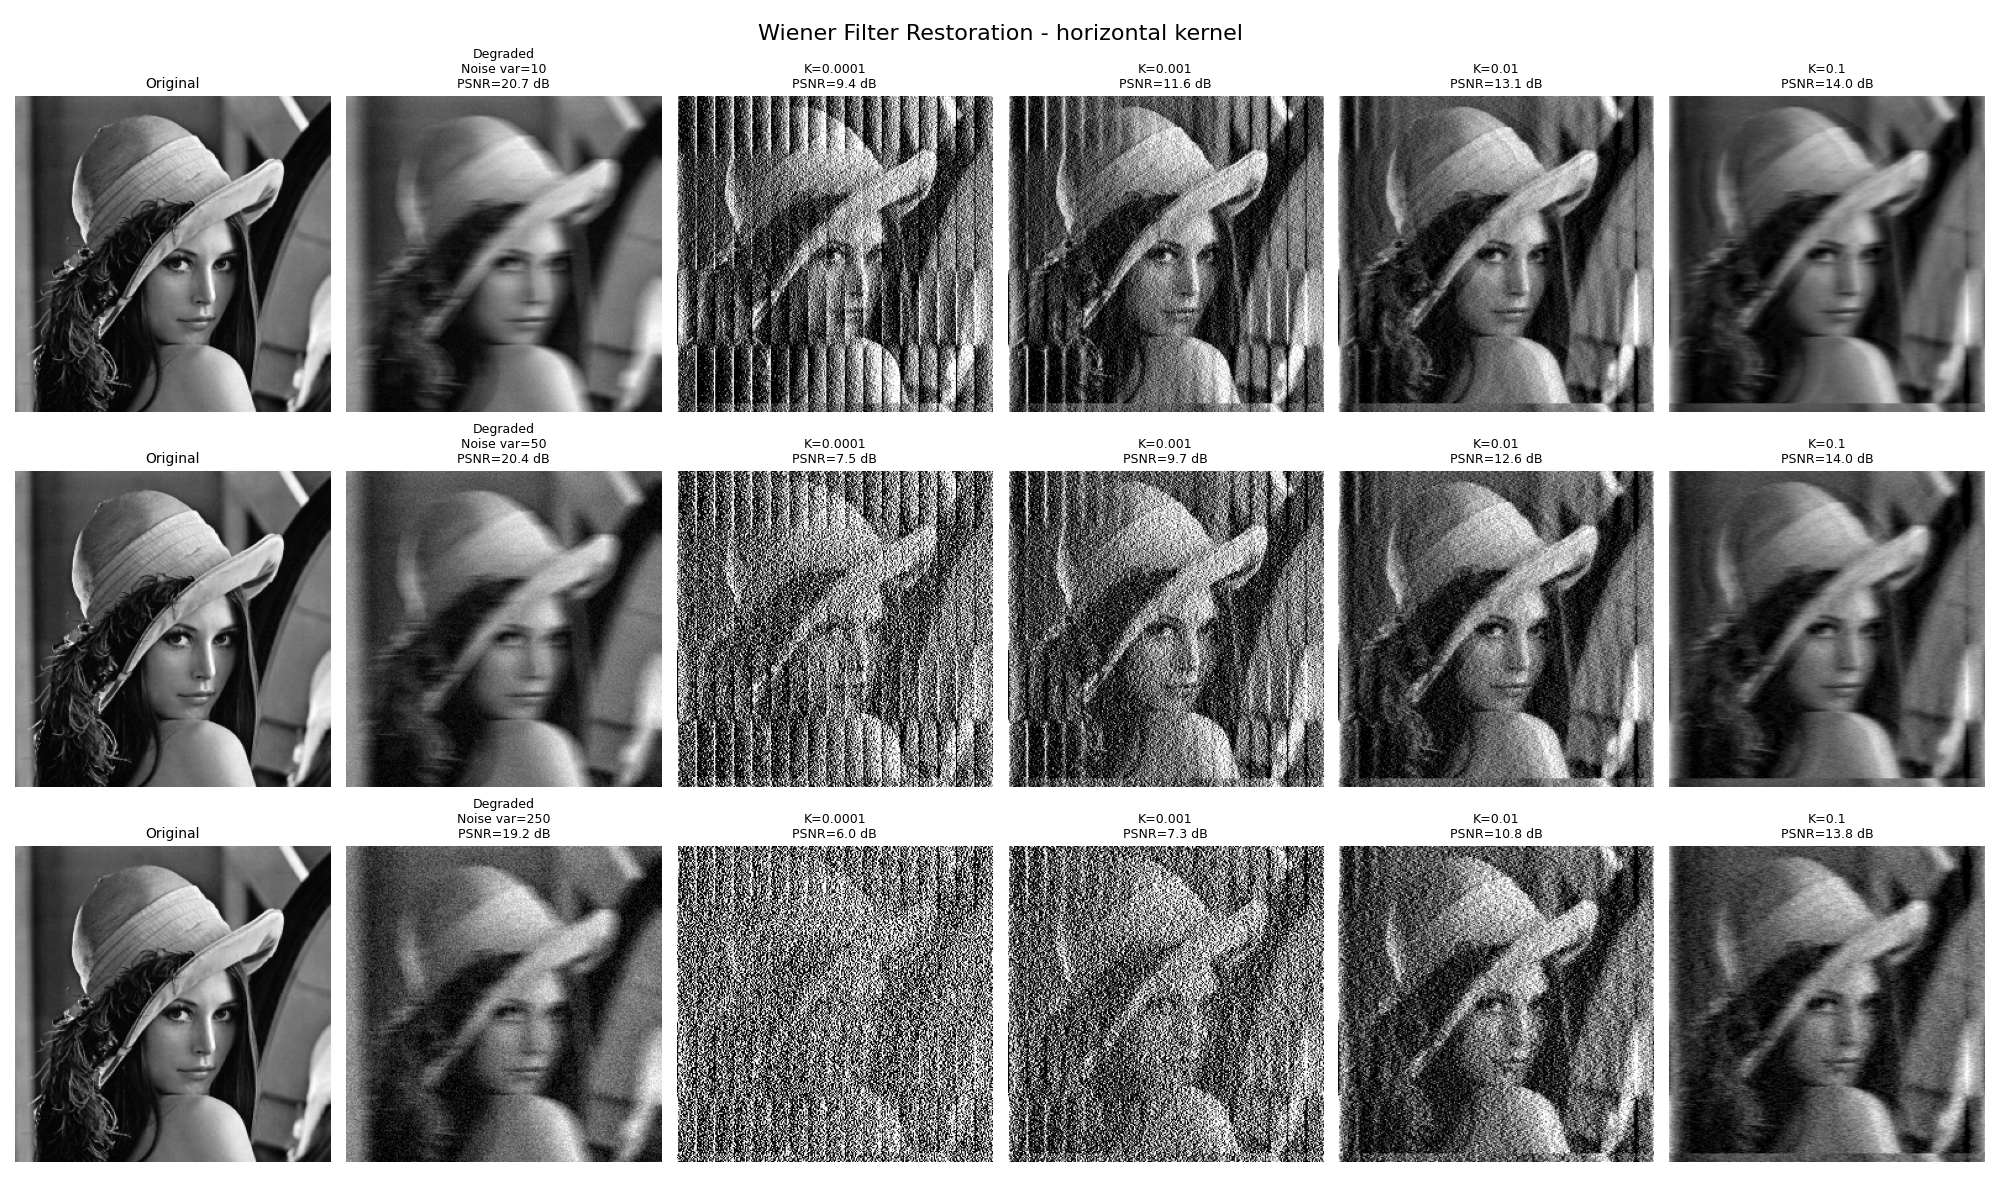 Wiener Filter Restoration - horizontal kernel
Original
Degraded
Noise var=10
PSNR=20.7 dB
K=0.0001
PSNR=9.4 dB
K=0.001
PSNR=11.6 dB
K=0.01
PSNR=13.1 dB
K=0.1
PSNR=14.0 dB
Original
Degraded
Noise var=50
PSNR=20.4 dB
K=0.0001
PSNR=7.5 dB
K=0.001
PSNR=9.7 dB
K=0.01
PSNR=12.6 dB
K=0.1
PSNR=14.0 dB
Original
Degraded
Noise var=250
PSNR=19.2 dB
K=0.0001
PSNR=6.0 dB
K=0.001
PSNR=7.3 dB
K=0.01
PSNR=10.8 dB
K=0.1
PSNR=13.8 dB